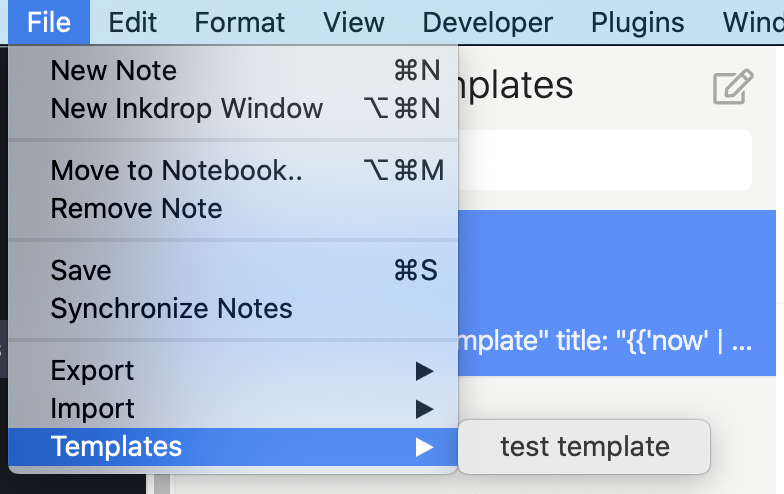 File Edit Format View Developer Plugins Wind
New Note ⌘N
mplates
New Inkdrop Window ⌥⌘N
Move to Notebook.. ⌥⌘M
Remove Note
Save ⌘S
Synchronize Notes
mplate" title: "{{'now' | ...
Export ▶
Import ▶
Templates ▶ test template